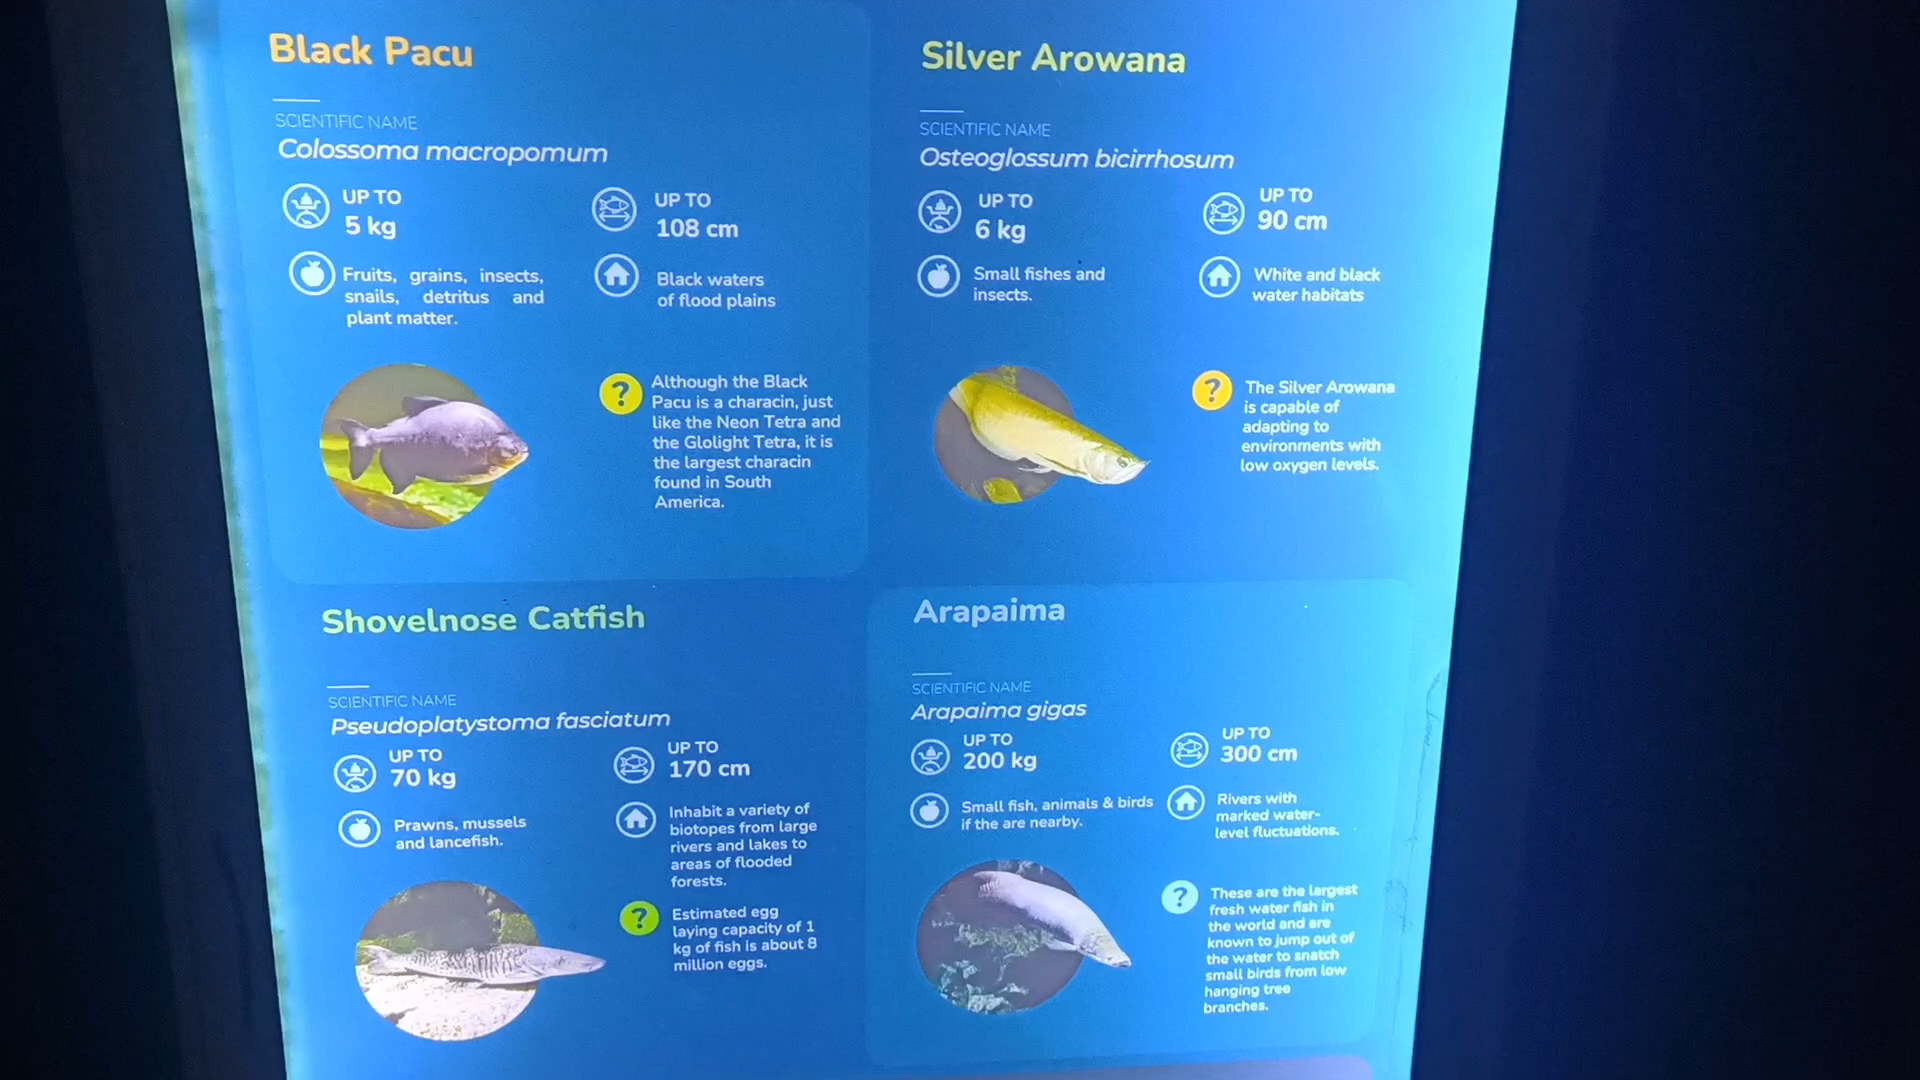 Black Pacu
SCIENTIFIC NAME
Colossoma macropomum
UP TO
5 kg
UP TO
108 cm
Fruits, grains, insects,
snails, detritus and
plant matter.
Black waters
of flood plains
Although the Black
Pacu is a characin, just
like the Neon Tetra and
the Glolight Tetra, it is
the largest characin
found in South
America.
Silver Arowana
SCIENTIFIC NAME
Osteoglossum bicirrhosum
UP TO
6 kg
UP TO
90 cm
Small fishes and
insects.
White and black
water habitats
The Silver Arowana
is capable of
adapting to
environments with
low oxygen levels.
Shovelnose Catfish
SCIENTIFIC NAME
Pseudoplatystoma fasciatum
UP TO
70 kg
UP TO
170 cm
Prawns, mussels
and lancefish.
Inhabit a variety of
biotopes from large
rivers and lakes to
areas of flooded
forests.
Estimated egg
laying capacity of 1
kg of fish is about 8
million eggs.
Arapaima
SCIENTIFIC NAME
Arapaima gigas
UP TO
200 kg
UP TO
300 cm
Small fish, animals & birds
if the are nearby.
Rivers with
marked water-
level fluctuations.
These are the largest
fresh water fish in
the world and are
known to jump out of
the water to snatch
small birds from low
hanging tree
branches.